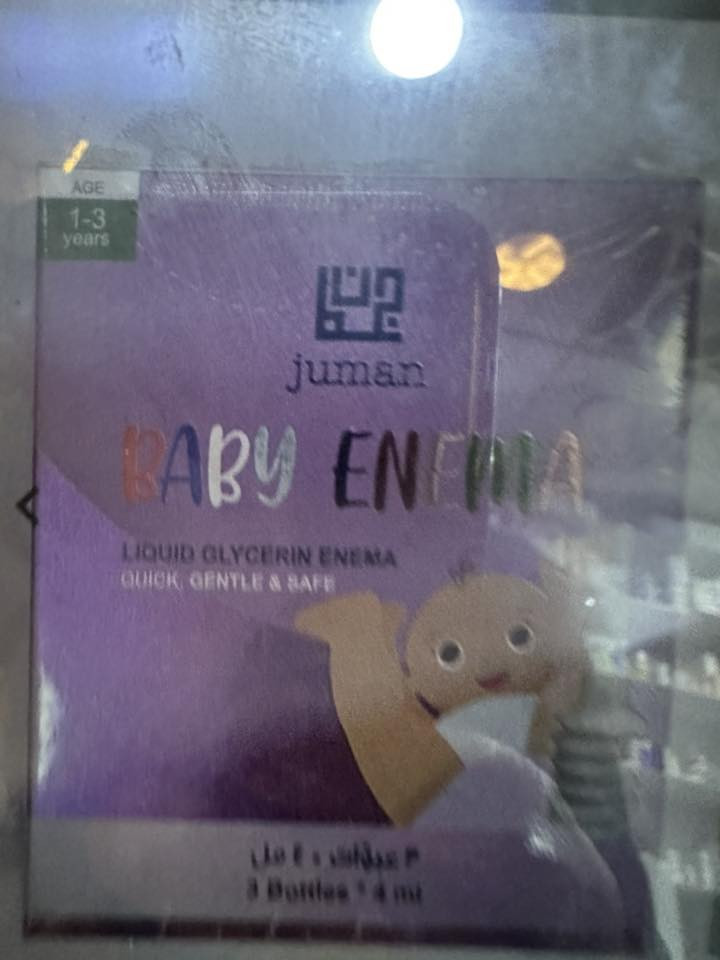 AGE
1-3
years
جمان
juman
BABY ENEMA
LIQUID GLYCERIN ENEMA
QUICK, GENTLE & SAFE
٣ عبوات * ٤ مل
3 Bottles * 4 ml